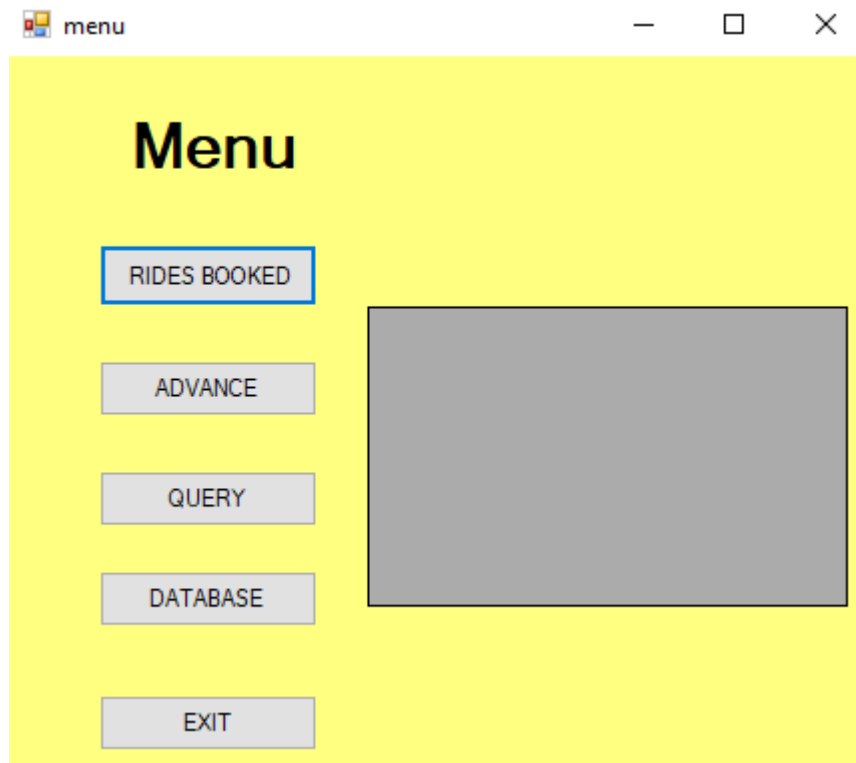 menu
Menu
RIDES BOOKED
ADVANCE
QUERY
DATABASE
EXIT